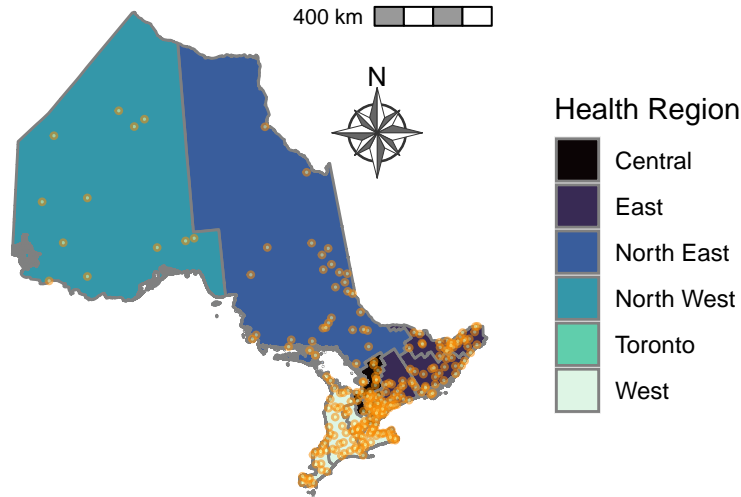 400 km
N
Health Region
Central
East
North East
North West
Toronto
West